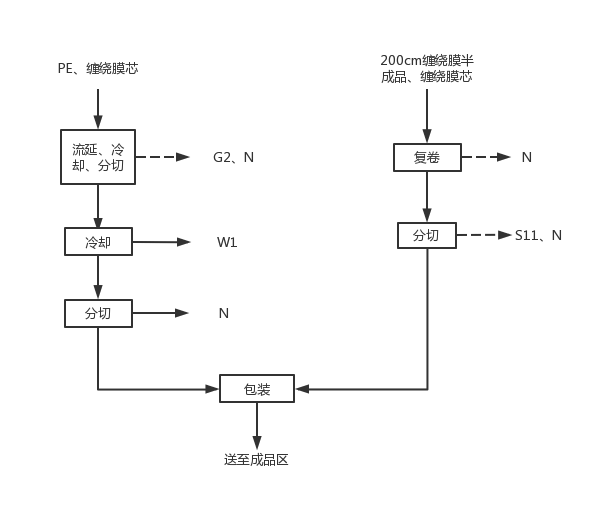 PE、缠绕膜芯
200cm缠绕膜半
成品、缠绕膜芯
流延、冷
却、分切
G2、N
复卷
N
冷却
W1
分切
S11、N
分切
N
包装
送至成品区